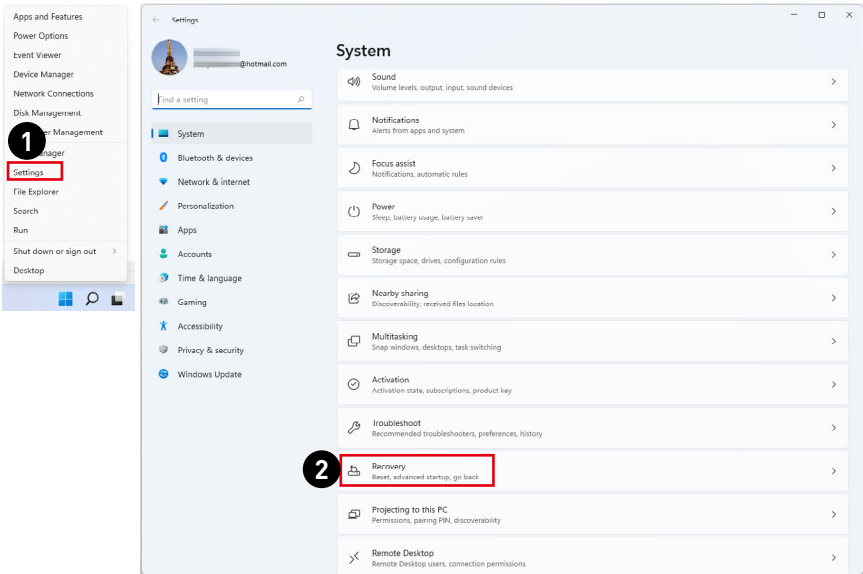 Apps and Features
Power Options
Event Viewer
Device Manager
Network Connections
Disk Management
er Management
1
anager
Settings
File Explorer
Search
Run
Shut down or sign out
Desktop
Settings
@hotmail.com
Find a setting
System
Bluetooth & devices
Network & internet
Personalization
Apps
Accounts
Time & language
Gaming
Accessibility
Privacy & security
Windows Update
System
Sound
Volume levels, output, input, sound devices
Notifications
Alerts from apps and system
Focus assist
Notifications, automatic rules
Power
Sleep, battery usage, battery saver
Storage
Storage space, drives, configuration rules
Nearby sharing
Discoverability, received files location
Multitasking
Snap windows, desktops, task switching
Activation
Activation state, subscriptions, product key
Troubleshoot
Recommended troubleshooters, preferences, history
2
Recovery
Reset, advanced startup, go back
Projecting to this PC
Permissions, pairing PIN, discoverability
Remote Desktop
Remote Desktop users, connection permissions